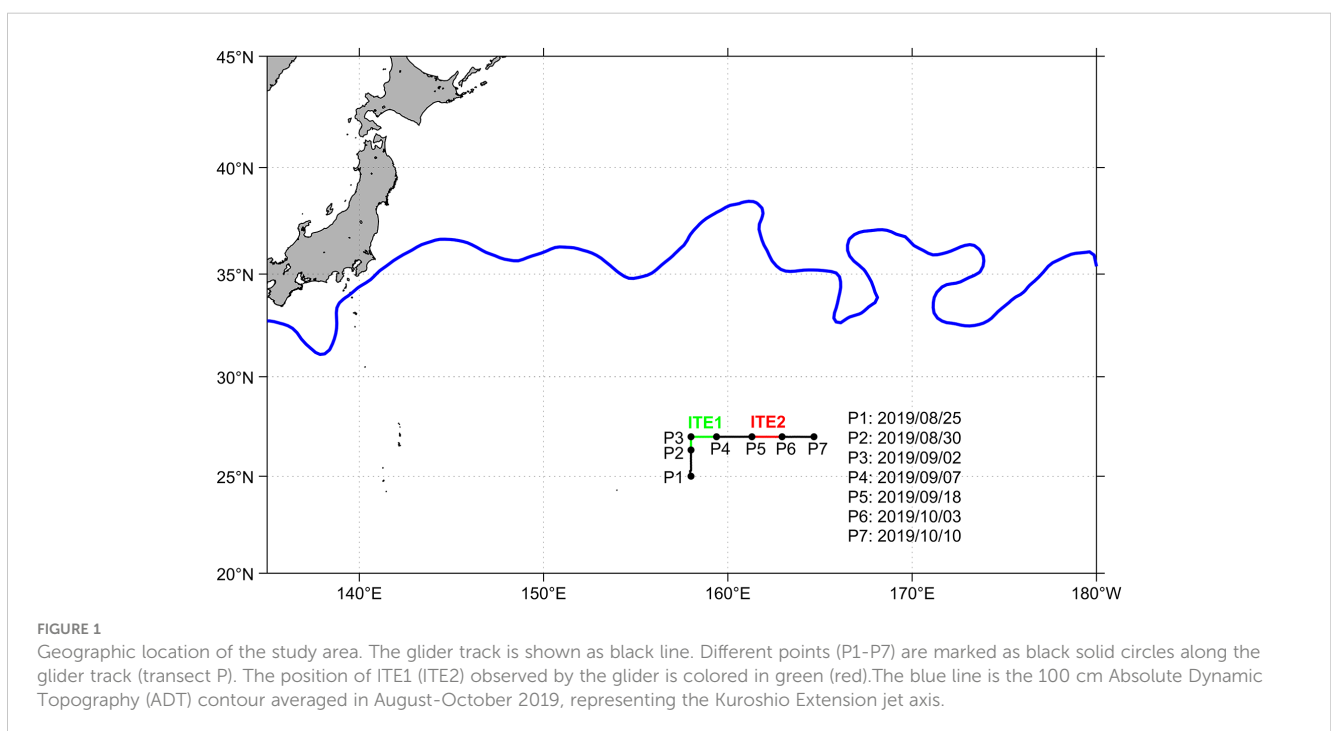 45°N
40°N
35°N
30°N
25°N
20°N
140°E
150°E
160°E
170°E
180°W
ITE1
ITE2
P3
P2
P1
P4
P5
P6
P7
P1: 2019/08/25
P2: 2019/08/30
P3: 2019/09/02
P4: 2019/09/07
P5: 2019/09/18
P6: 2019/10/03
P7: 2019/10/10
FIGURE 1
Geographic location of the study area. The glider track is shown as black line. Different points (P1-P7) are marked as black solid circles along the
glider track (transect P). The position of ITE1 (ITE2) observed by the glider is colored in green (red).The blue line is the 100 cm Absolute Dynamic
Topography (ADT) contour averaged in August-October 2019, representing the Kuroshio Extension jet axis.